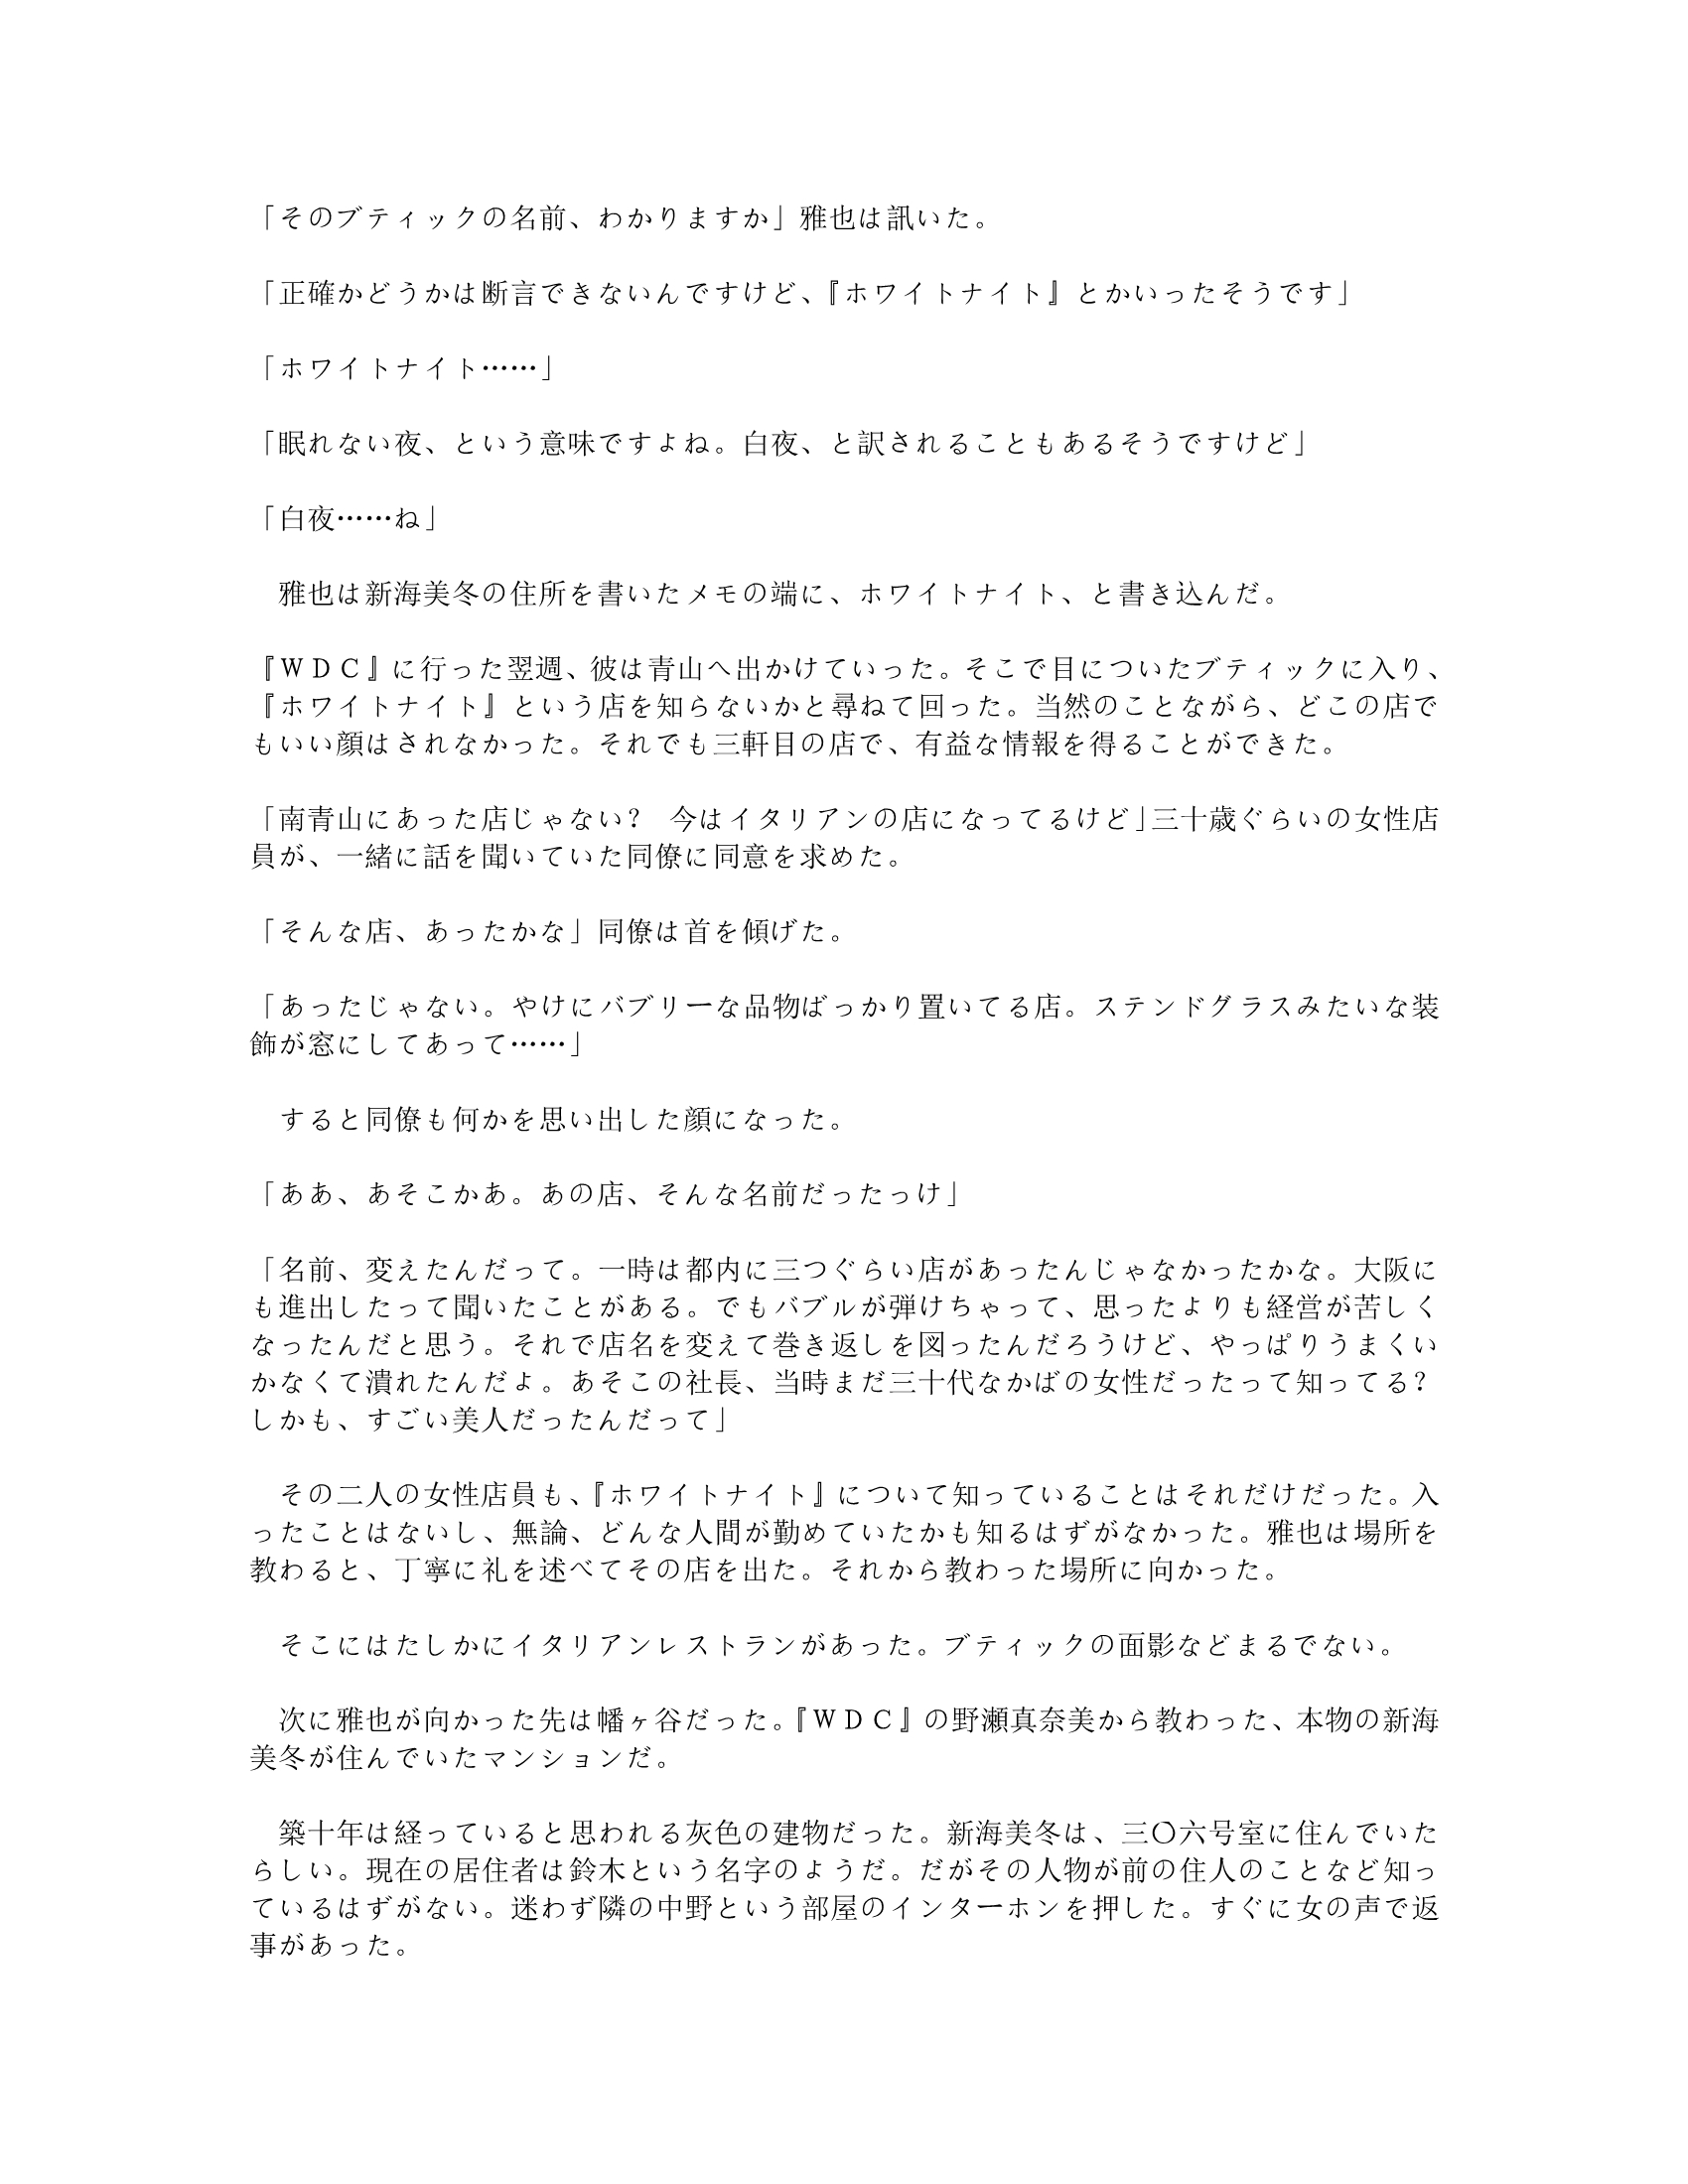 「そのブティックの名前、わかりますか」雅也は訊いた。
「正確かどうかは断言できないんですけど、『ホワイトナイト』とかいったそうです」
「ホワイトナイト……」
「眠れない夜、という意味ですよね。白夜、と訳されることもあるそうですけど」
「白夜……ね」
　雅也は新海美冬の住所を書いたメモの端に、ホワイトナイト、と書き込んだ。
『ＷＤＣ』に行った翌週、彼は青山へ出かけていった。そこで目についたブティックに入り、
『ホワイトナイト』という店を知らないかと尋ねて回った。当然のことながら、どこの店で
もいい顔はされなかった。それでも三軒目の店で、有益な情報を得ることができた。
「南青山にあった店じゃない？　今はイタリアンの店になってるけど」三十歳ぐらいの女性店
員が、一緒に話を聞いていた同僚に同意を求めた。
「そんな店、あったかな」同僚は首を傾げた。
「あったじゃない。やけにバブリーな品物ばっかり置いてる店。ステンドグラスみたいな装
飾が窓にしてあって……」
　すると同僚も何かを思い出した顔になった。
「ああ、あそこかあ。あの店、そんな名前だったっけ」
「名前、変えたんだって。一時は都内に三つぐらい店があったんじゃなかったかな。大阪に
も進出したって聞いたことがある。でもバブルが弾けちゃって、思ったよりも経営が苦しく
なったんだと思う。それで店名を変えて巻き返しを図ったんだろうけど、やっぱりうまくい
かなくて潰れたんだよ。あそこの社長、当時まだ三十代なかばの女性だったって知ってる？
しかも、すごい美人だったんだって」
　その二人の女性店員も、『ホワイトナイト』について知っていることはそれだけだった。入
ったことはないし、無論、どんな人間が勤めていたかも知るはずがなかった。雅也は場所を
教わると、丁寧に礼を述べてその店を出た。それから教わった場所に向かった。
　そこにはたしかにイタリアンレストランがあった。ブティックの面影などまるでない。
　次に雅也が向かった先は幡ヶ谷だった。『ＷＤＣ』の野瀬真奈美から教わった、本物の新海
美冬が住んでいたマンションだ。
　築十年は経っていると思われる灰色の建物だった。新海美冬は、三〇六号室に住んでいた
らしい。現在の居住者は鈴木という名字のようだ。だがその人物が前の住人のことなど知っ
ているはずがない。迷わず隣の中野という部屋のインターホンを押した。すぐに女の声で返
事があった。